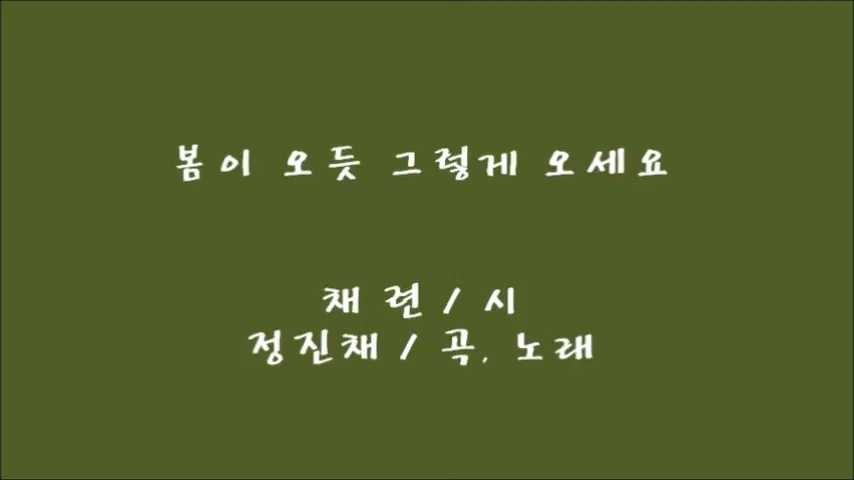 봄이 오듯 그렇게 오세요
채 련 / 시
정진채 / 곡, 노래